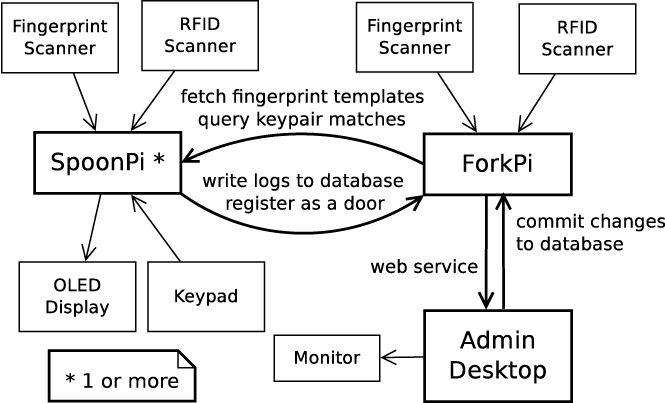 Fingerprint
Scanner
RFID
Scanner
Fingerprint
Scanner
RFID
Scanner
fetch fingerprint templates
query keypair matches
SpoonPi *
ForkPi
write logs to database
register as a door
commit changes
to database
web service
OLED
Display
Keypad
Admin
Desktop
Monitor
* 1 or more